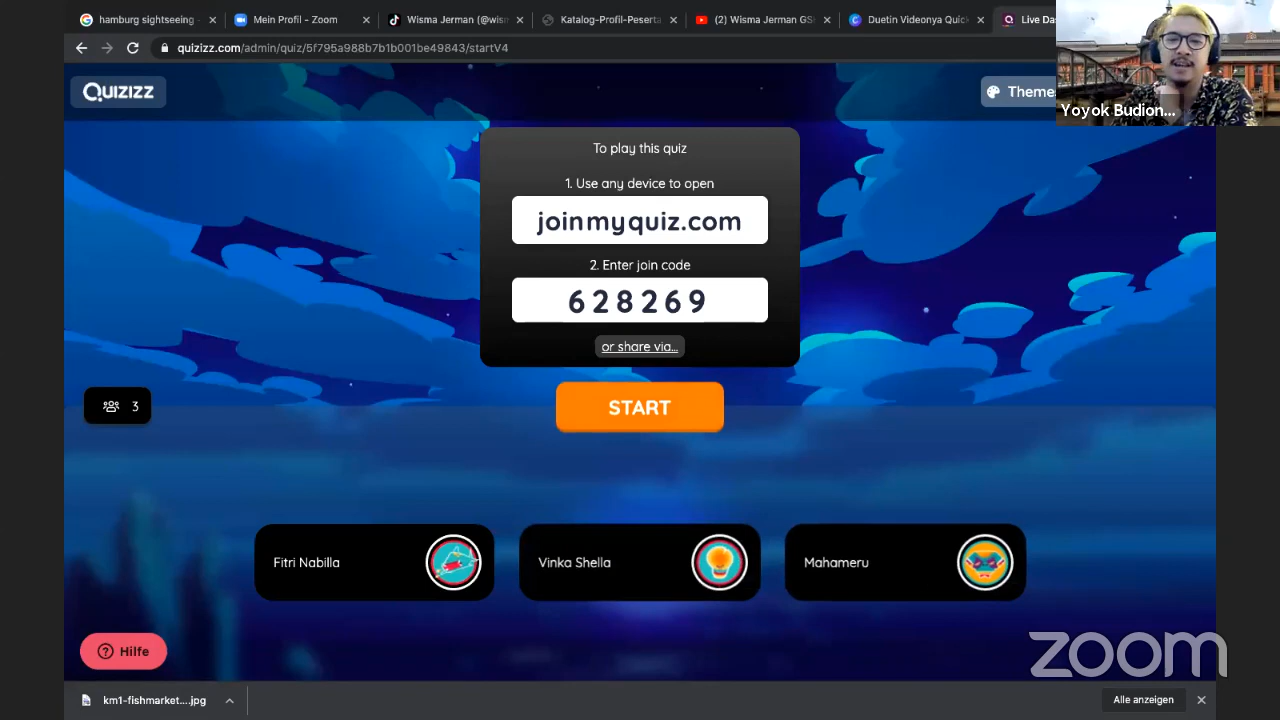 hamburg sightseeing -
Mein Profil - Zoom
Wisma Jerman (@wism
Katalog-Profil-Peserta
(2) Wisma Jerman GS
Duetin Videonya Quick
Live Das
quizizz.com/admin/quiz/5f795a988b7b1b001be49843/startV4
Quizizz
Theme
Yoyok Budion...
To play this quiz
1. Use any device to open
joinmyquiz.com
2. Enter join code
628269
or share via...
START
3
Fitri Nabilla
Vinka Shella
Mahameru
Hilfe
zoom
km1-fishmarket....jpg
Alle anzeigen